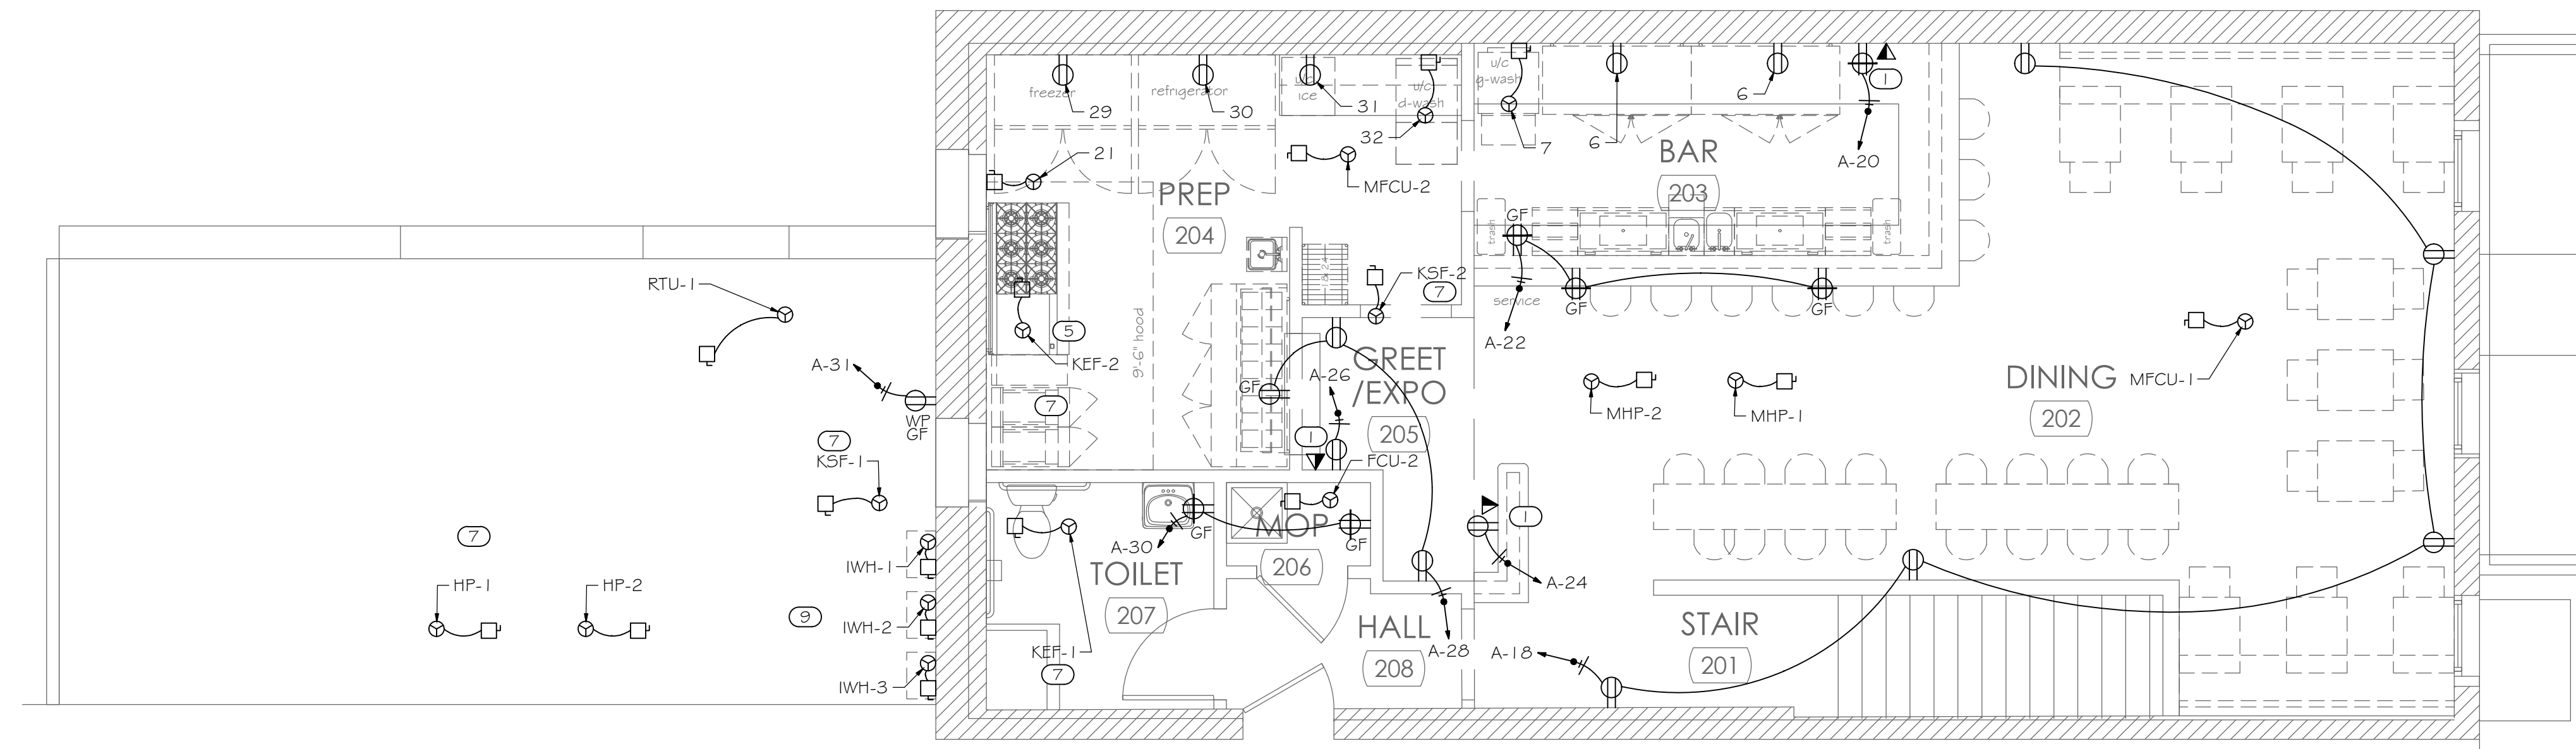 freezer
refrigerator
u/c
ice
u/c
d-wash
u/c
g-wash
29
30
31
32
7
6
6
1
A-20
21
MFCU-2
PREP
204
BAR
203
trash
trash
GF
GF
GF
service
A-22
RTU-1
KSF-2
7
18x24
5
KEF-2
9'-6" hood
7
A-31
WP
GF
7
KSF-1
GF
A-26
GREET
/EXPO
205
1
FCU-2
MHP-2
MHP-1
DINING
202
MFCU-1
7
HP-1
HP-2
9
IWH-1
IWH-2
IWH-3
A-30
GF
MOP
206
GF
TOILET
207
KEF-1
7
1
A-24
HALL
208
A-28
A-18
STAIR
201